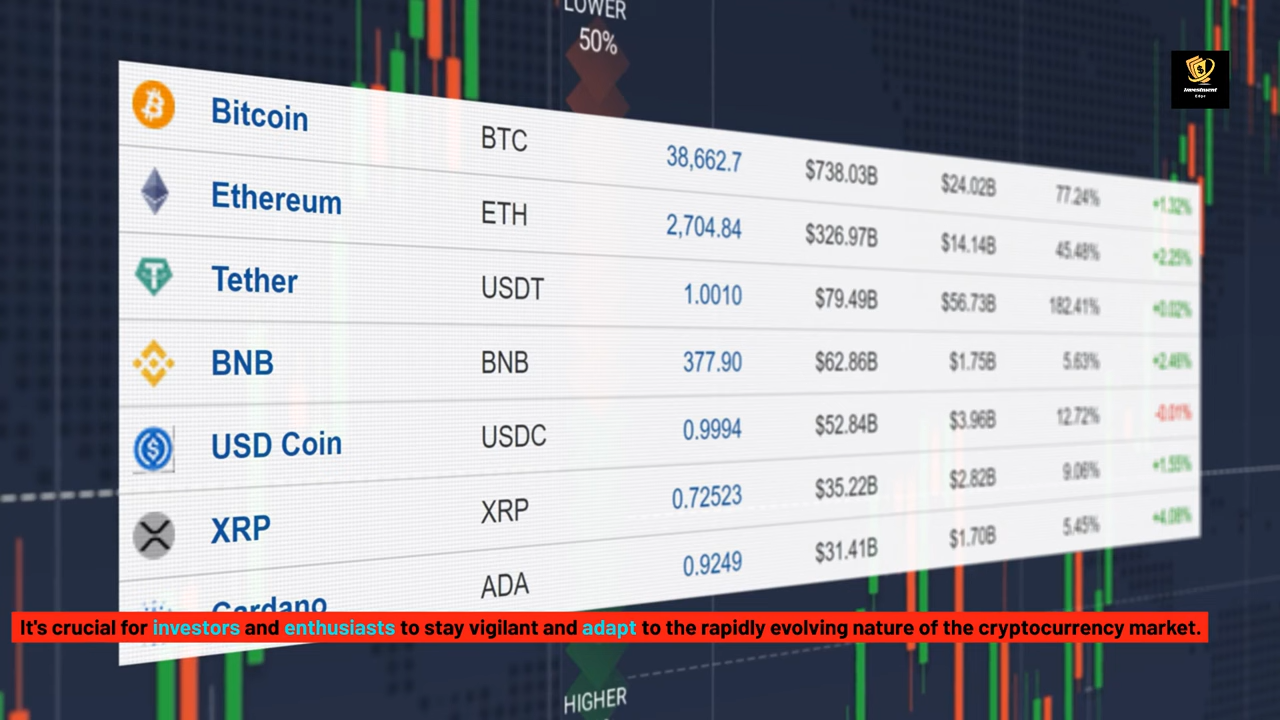 LOWER
50%
Investment
Edge
Bitcoin BTC 38,662.7 $738.03B $24.02B 77.24% +1.32%
Ethereum ETH 2,704.84 $326.97B $14.14B 45.48% +2.25%
Tether USDT 1.0010 $79.49B $56.73B 182.41% +0.02%
BNB BNB 377.90 $62.86B $1.75B 5.63% +2.46%
USD Coin USDC 0.9994 $52.84B $3.96B 12.72% -0.01%
XRP XRP 0.72523 $35.22B $2.82B 9.06% +1.55%
Cardano ADA 0.9249 $31.41B $1.70B 5.45% +4.08%
It's crucial for investors and enthusiasts to stay vigilant and adapt to the rapidly evolving nature of the cryptocurrency market.
HIGHER